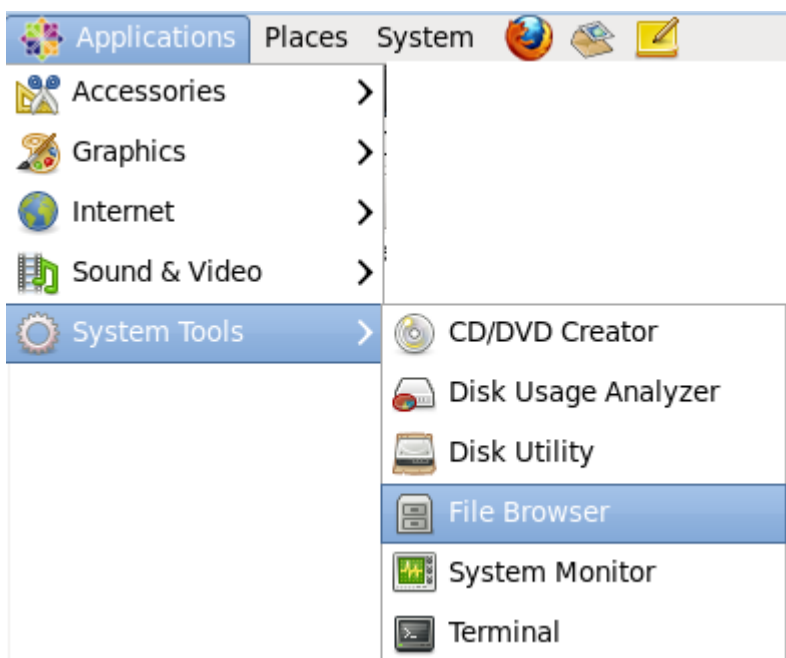 Applications Places System
Accessories
Graphics
Internet
Sound & Video
System Tools
CD/DVD Creator
Disk Usage Analyzer
Disk Utility
File Browser
System Monitor
Terminal